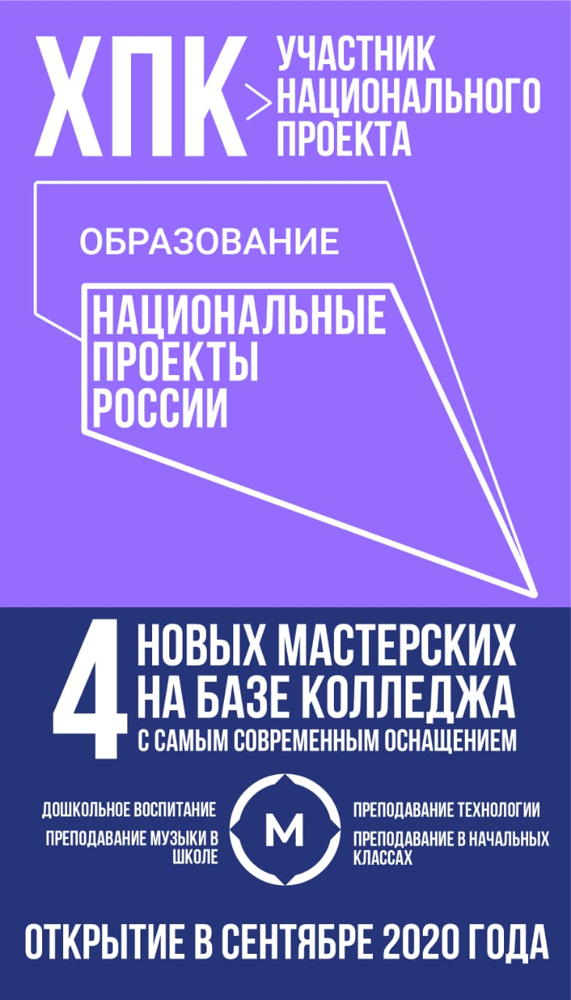 ХПК
УЧАСТНИК
НАЦИОНАЛЬНОГО
ПРОЕКТА
ОБРАЗОВАНИЕ
НАЦИОНАЛЬНЫЕ
ПРОЕКТЫ
РОССИИ
4
НОВЫХ МАСТЕРСКИХ
НА БАЗЕ КОЛЛЕДЖА
С САМЫМ СОВРЕМЕННЫМ ОСНАЩЕНИЕМ
ДОШКОЛЬНОЕ ВОСПИТАНИЕ
ПРЕПОДАВАНИЕ МУЗЫКИ В
ШКОЛЕ
М
ПРЕПОДАВАНИЕ ТЕХНОЛОГИИ
ПРЕПОДАВАНИЕ В НАЧАЛЬНЫХ
КЛАССАХ
ОТКРЫТИЕ В СЕНТЯБРЕ 2020 ГОДА